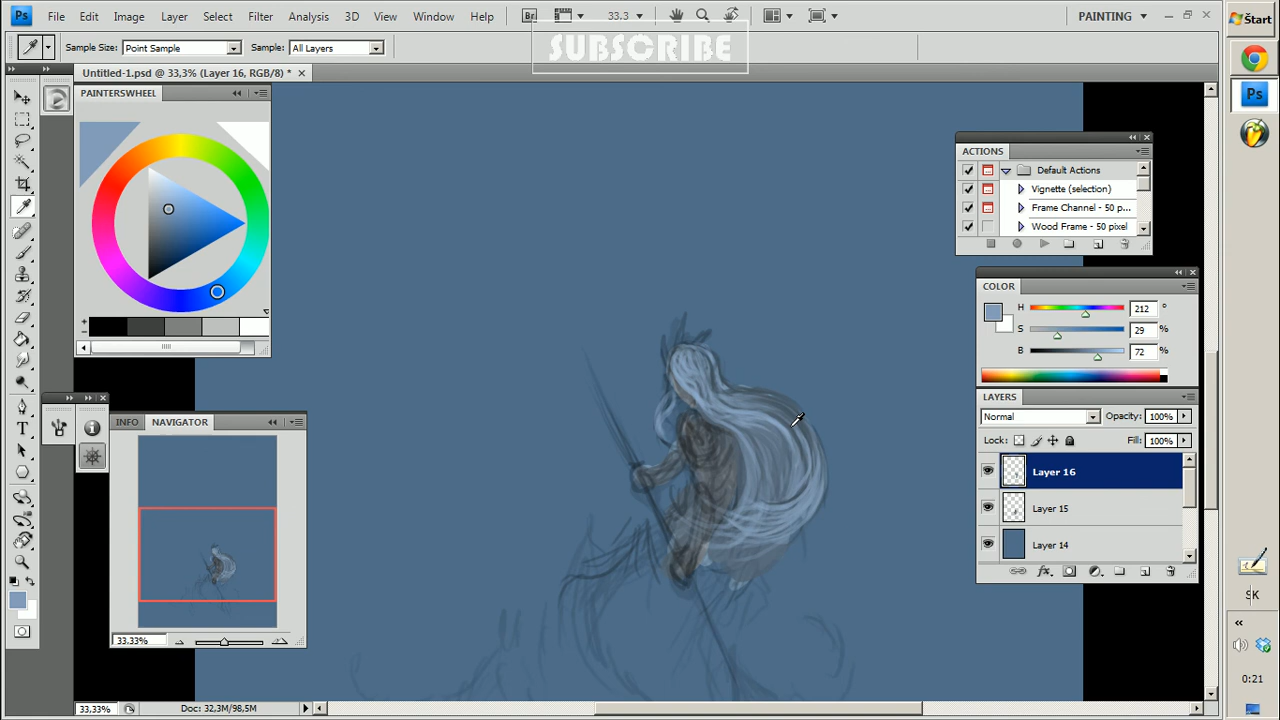 Ps File Edit Image Layer Select Filter Analysis 3D View Window Help Br 33.3 PAINTING Štart
SUBSCRIBE
Sample Size: Point Sample Sample: All Layers
Untitled-1.psd @ 33,3% (Layer 16, RGB/8) *
PAINTERSWHEEL
Ps
ACTIONS
Default Actions
Vignette (selection)
Frame Channel - 50 p...
Wood Frame - 50 pixel
COLOR
H 212 °
S 29 %
B 72 %
LAYERS
Normal Opacity: 100%
Lock: Fill: 100%
Layer 16
Layer 15
Layer 14
INFO NAVIGATOR
33,33%
T
SK
0:21
33,33% Doc: 32,3M/98,5M